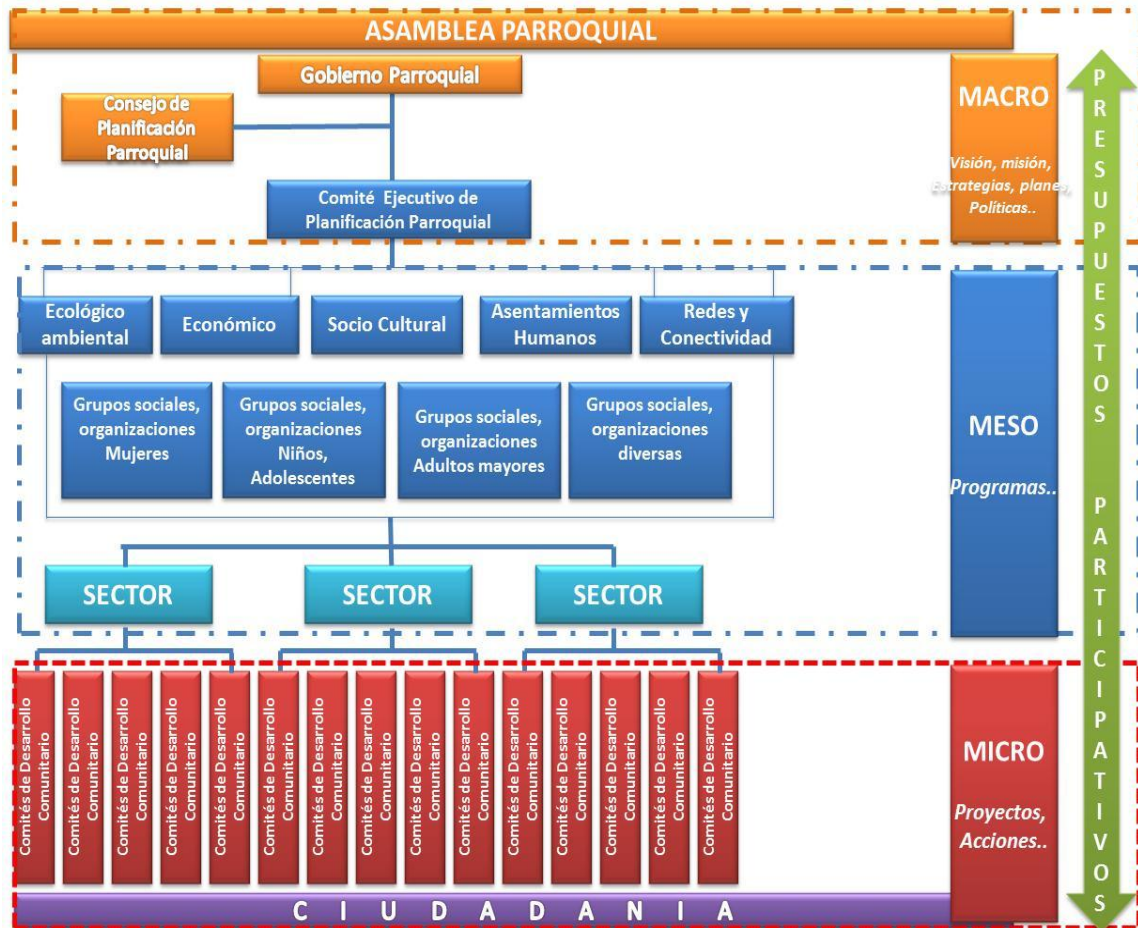 ASAMBLEA PARROQUIAL
Gobierno Parroquial
Consejo de
Planificación
Parroquial
Comité Ejecutivo de
Planificación Parroquial
MACRO
Visión, misión,
Estrategias, planes,
Políticas..
Ecológico
ambiental
Económico
Socio Cultural
Asentamientos
Humanos
Redes y
Conectividad
Grupos sociales,
organizaciones
Mujeres
Grupos sociales,
organizaciones
Niños,
Adolescentes
Grupos sociales,
organizaciones
Adultos mayores
Grupos sociales,
organizaciones
diversas
MESO
Programas..
SECTOR
SECTOR
SECTOR
Comités de Desarrollo
Comunitario
Comités de Desarrollo
Comunitario
Comités de Desarrollo
Comunitario
Comités de Desarrollo
Comunitario
Comités de Desarrollo
Comunitario
Comités de Desarrollo
Comunitario
Comités de Desarrollo
Comunitario
Comités de Desarrollo
Comunitario
Comités de Desarrollo
Comunitario
Comités de Desarrollo
Comunitario
Comités de Desarrollo
Comunitario
Comités de Desarrollo
Comunitario
Comités de Desarrollo
Comunitario
Comités de Desarrollo
Comunitario
Comités de Desarrollo
Comunitario
MICRO
Proyectos,
Acciones..
CIUDADANIA
PRESUPUESTOS PARTICIPATIVOS